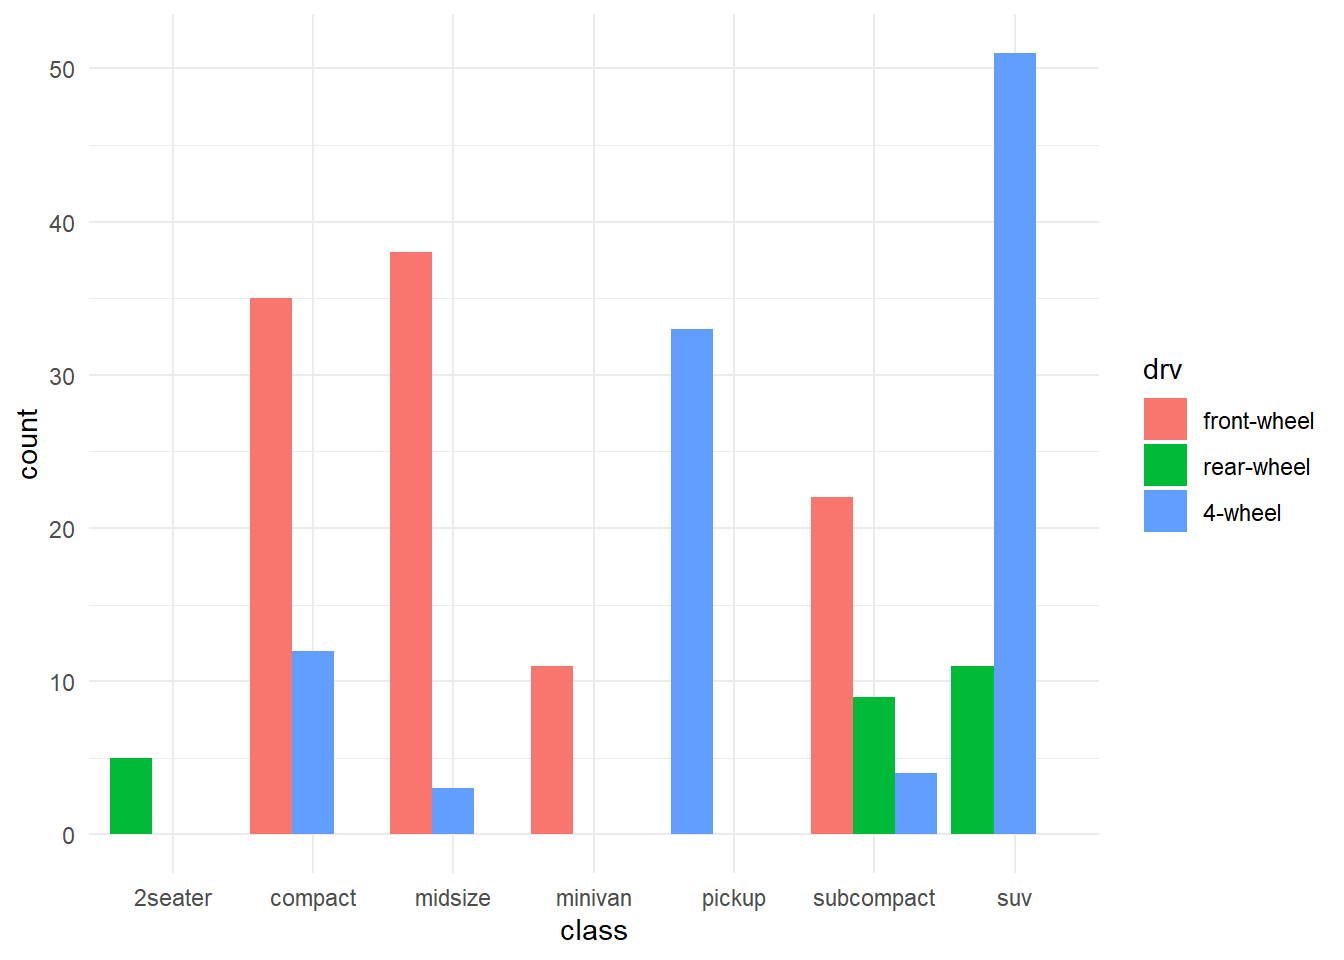 50
40
30
20
10
0
count
2seater compact midsize minivan pickup subcompact suv
class
drv
front-wheel
rear-wheel
4-wheel